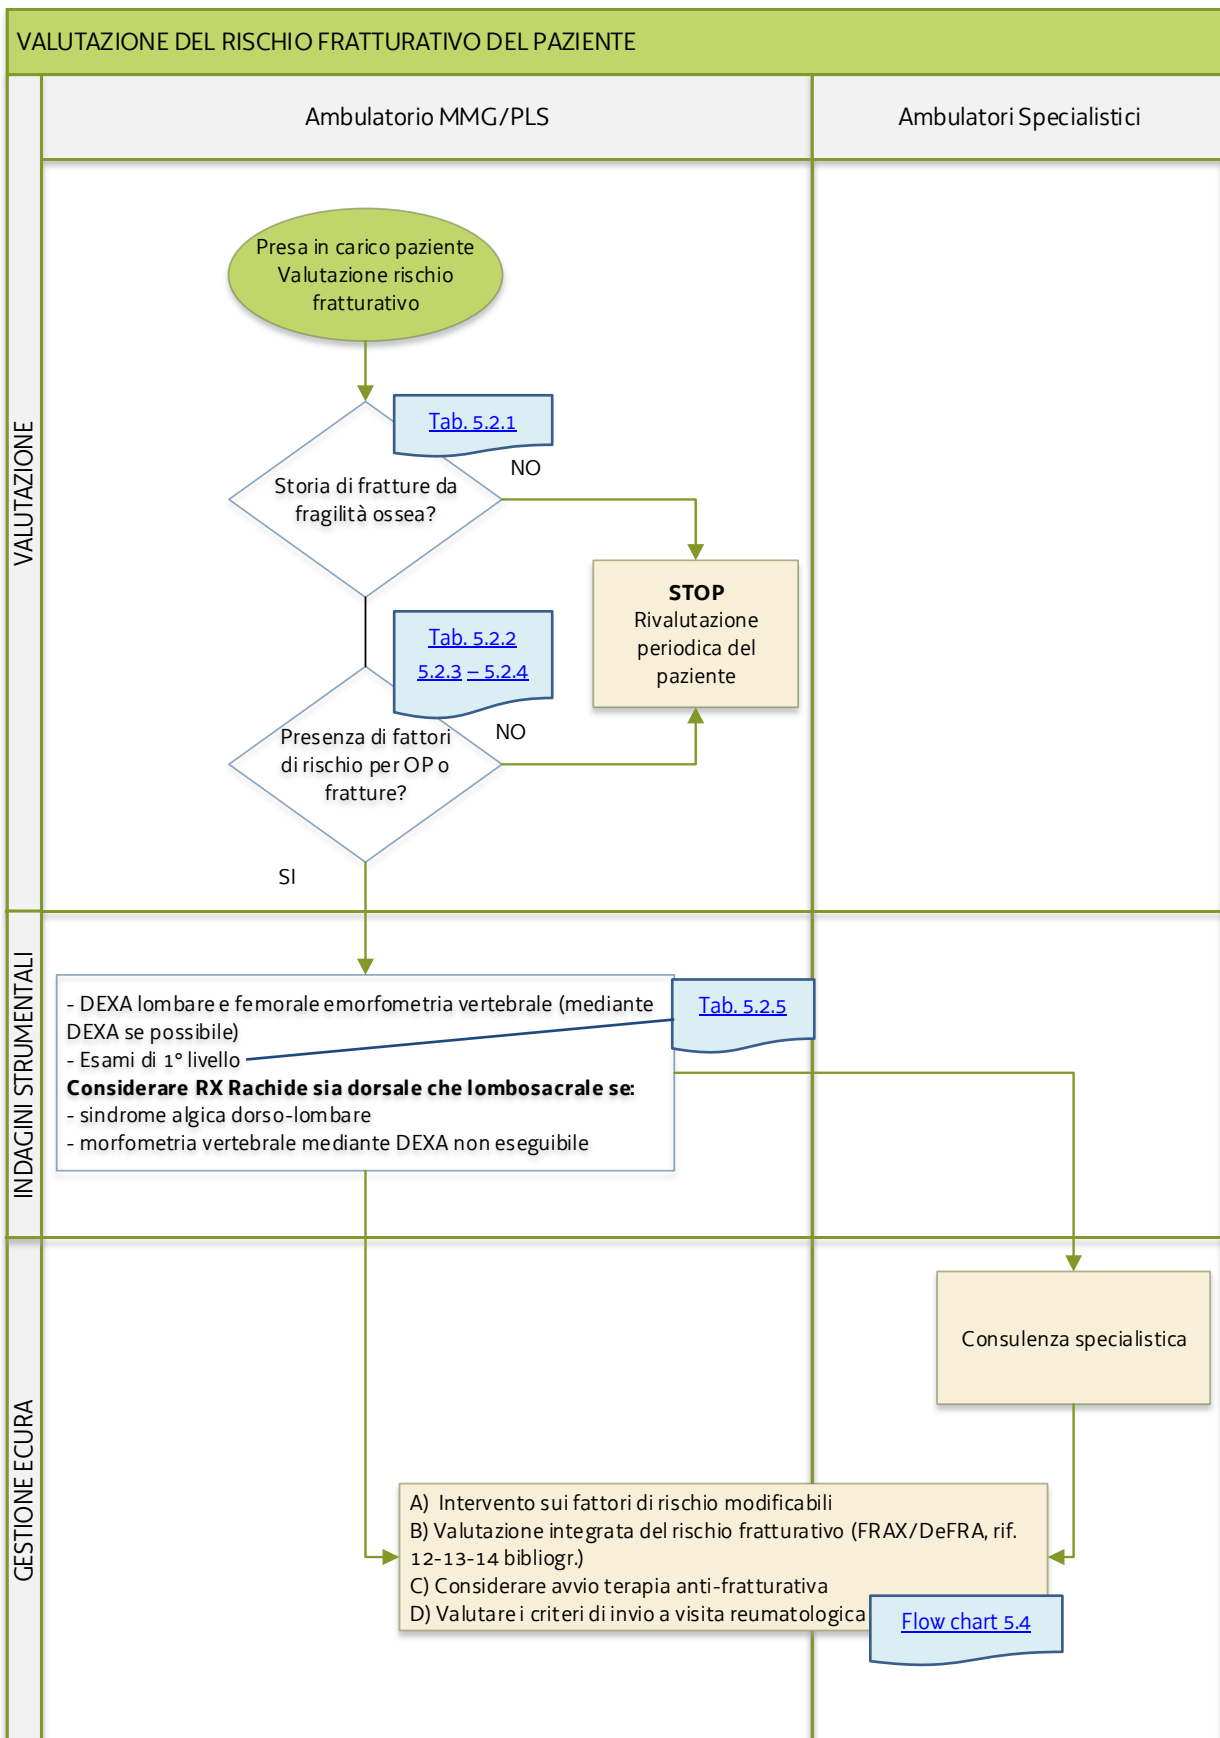 VALUTAZIONE DEL RISCHIO FRATTURATIVO DEL PAZIENTE
Ambulatorio MMG/PLS
Ambulatori Specialistici
VALUTAZIONE
Presa in carico paziente
Valutazione rischio
fratturativo
Tab. 5.2.1
NO
Storia di fratture da
fragilità ossea?
STOP
Rivalutazione
periodica del
paziente
Tab. 5.2.2
5.2.3 – 5.2.4
NO
Presenza di fattori
di rischio per OP o
fratture?
SI
INDAGINI STRUMENTALI
- DEXA lombare e femorale emorfometria vertebrale (mediante
DEXA se possibile)
- Esami di 1° livello
Considerare RX Rachide sia dorsale che lombosacrale se:
- sindrome algica dorso-lombare
- morfometria vertebrale mediante DEXA non eseguibile
Tab. 5.2.5
GESTIONE ECURA
Consulenza specialistica
A) Intervento sui fattori di rischio modificabili
B) Valutazione integrata del rischio fratturativo (FRAX/DeFRA, rif.
12-13-14 bibliogr.)
C) Considerare avvio terapia anti-fratturativa
D) Valutare i criteri di invio a visita reumatologica
Flow chart 5.4